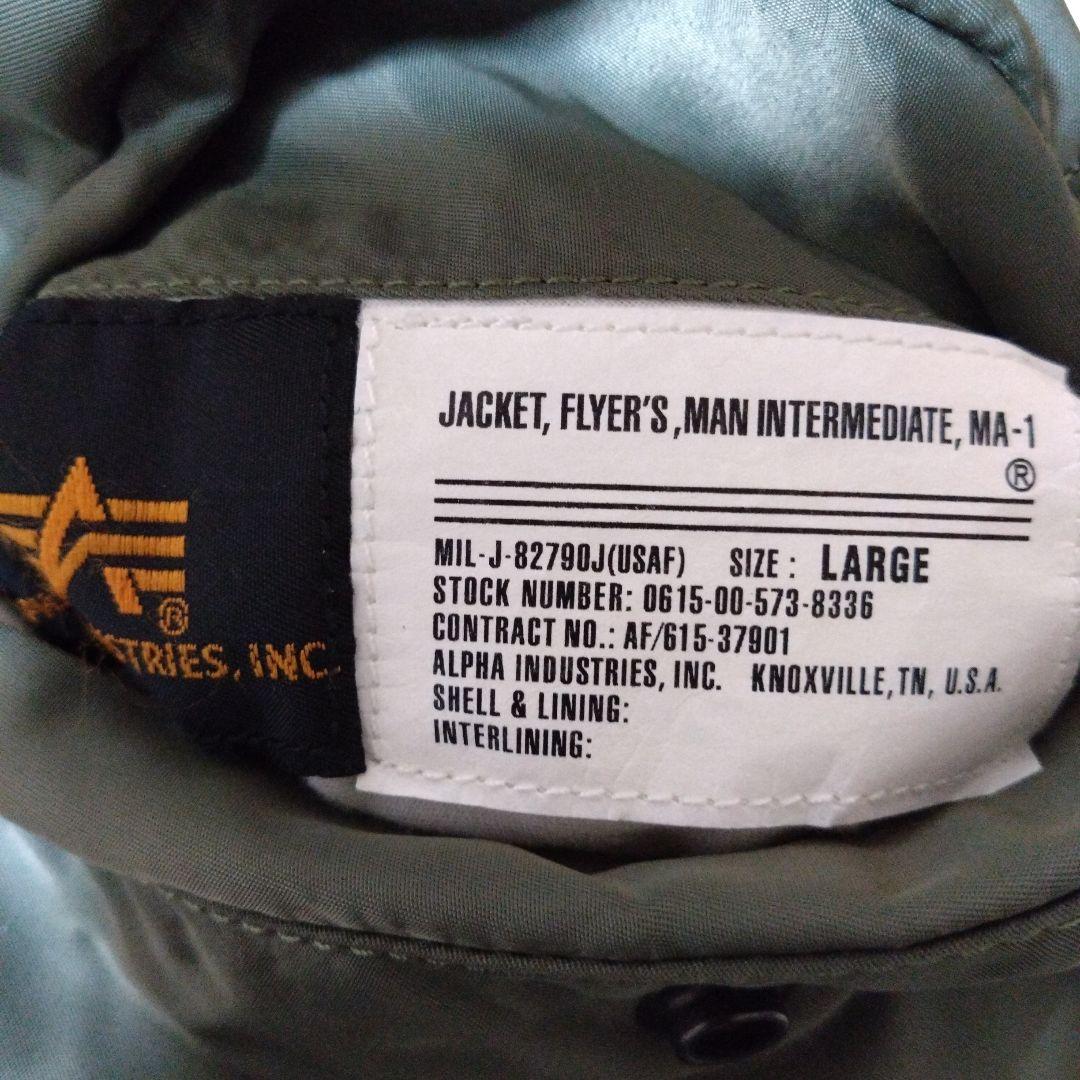 JACKET, FLYER'S ,MAN INTERMEDIATE, MA-1
®
MIL-J-82790J(USAF) SIZE : LARGE
STOCK NUMBER: 0615-00-573-8336
CONTRACT NO.: AF/615-37901
ALPHA INDUSTRIES, INC. KNOXVILLE, TN, U.S.A.
SHELL & LINING:
INTERLINING:
®
STRIES, INC.